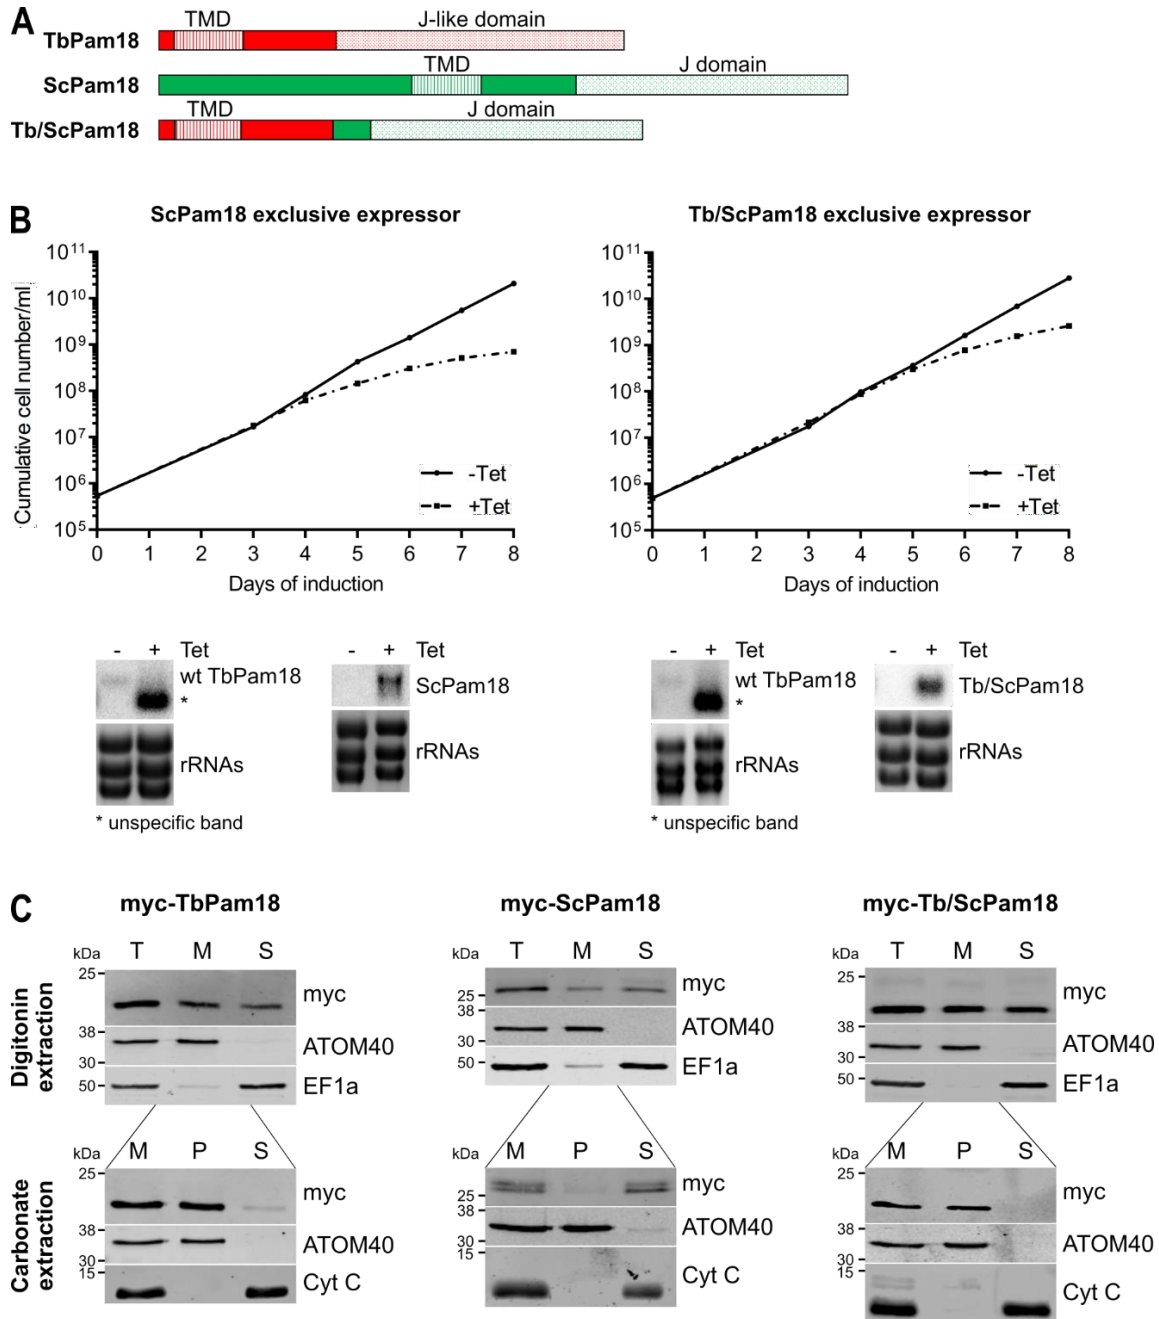 A
TMD J-like domain
TbPam18
TMD J domain
ScPam18
TMD J domain
Tb/ScPam18
B
ScPam18 exclusive expressor
Tb/ScPam18 exclusive expressor
Cumulative cell number/ml
10^11
10^10
10^9
10^8
10^7
10^6
10^5
-Tet
+Tet
0 1 2 3 4 5 6 7 8
Days of induction
10^11
10^10
10^9
10^8
10^7
10^6
10^5
-Tet
+Tet
0 1 2 3 4 5 6 7 8
Days of induction
- + Tet
wt TbPam18
*
rRNAs
* unspecific band
- + Tet
ScPam18
rRNAs
- + Tet
wt TbPam18
*
rRNAs
* unspecific band
- + Tet
Tb/ScPam18
rRNAs
C
Digitonin
extraction
Carbonate
extraction
myc-TbPam18
kDa T M S
25 myc
38 ATOM40
30
50 EF1a
kDa M P S
25 myc
38 ATOM40
30
15 Cyt C
myc-ScPam18
kDa T M S
25 myc
38 ATOM40
30
50 EF1a
kDa M P S
25 myc
38 ATOM40
30
15 Cyt C
myc-Tb/ScPam18
kDa T M S
25 myc
38 ATOM40
30
50 EF1a
kDa M P S
25 myc
38 ATOM40
30
15 Cyt C